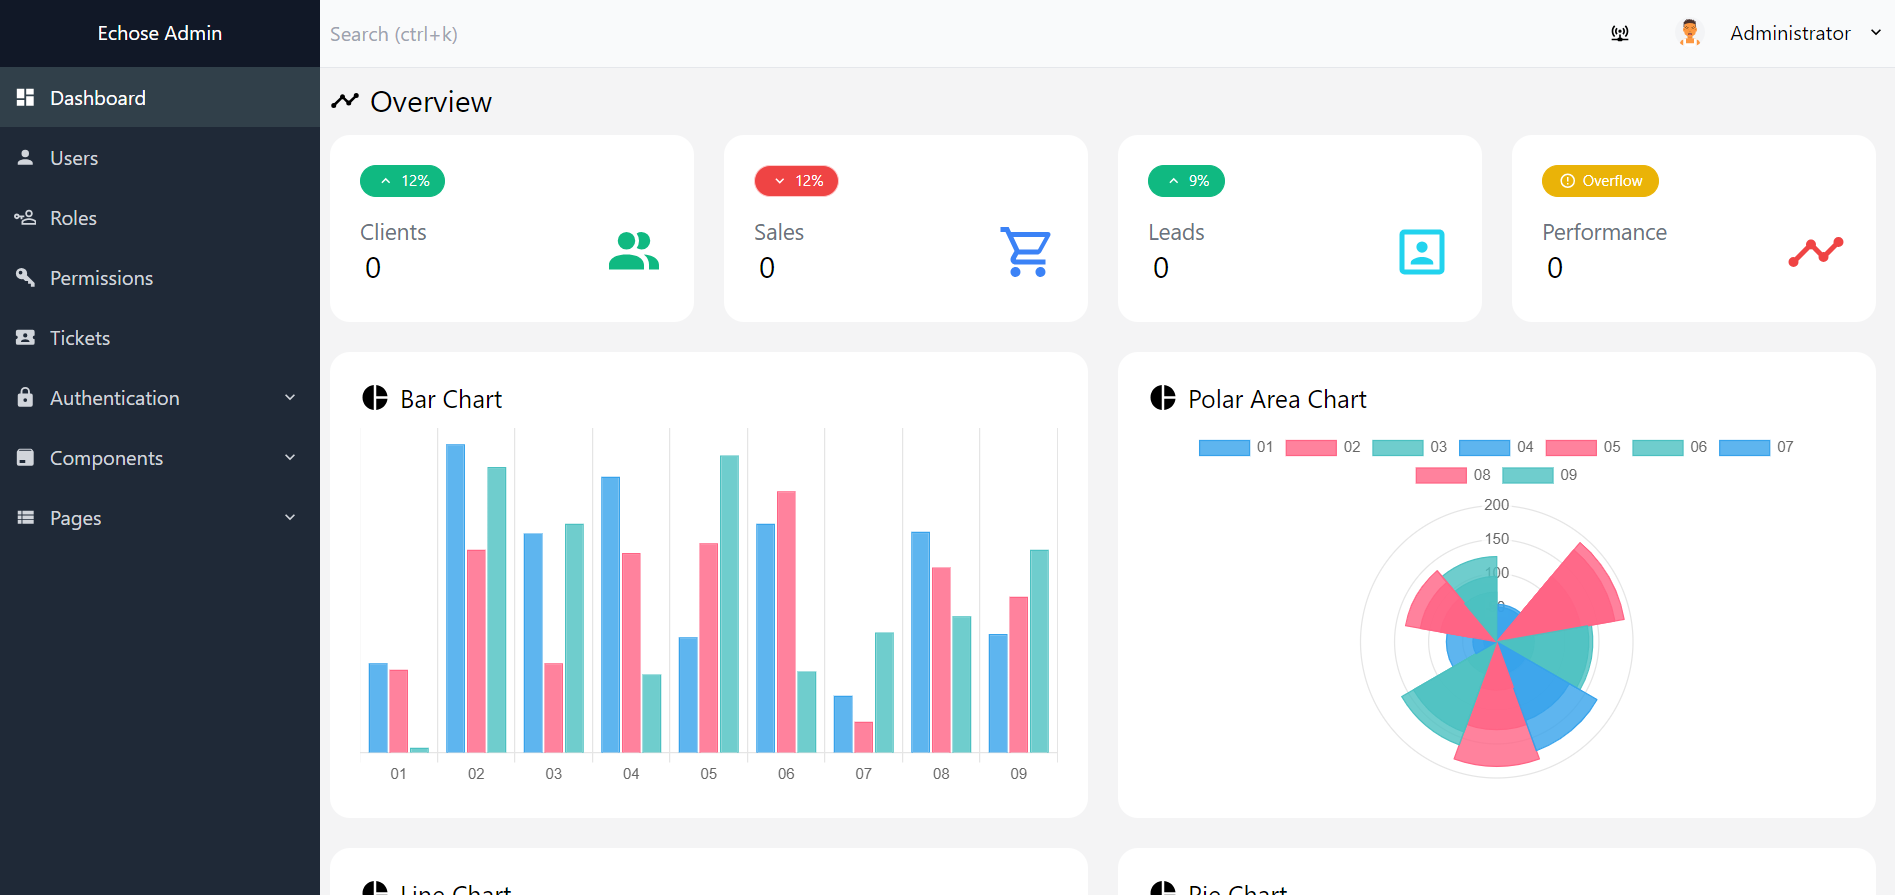 Echose Admin
Search (ctrl+k)
Administrator
Dashboard
Users
Roles
Permissions
Tickets
Authentication
Components
Pages
Overview
12%
Clients
0
12%
Sales
0
9%
Leads
0
Overflow
Performance
0
Bar Chart
01 02 03 04 05 06 07 08 09
Polar Area Chart
01 02 03 04 05 06 07
08 09
200
150
100
Line Chart
Pie Chart